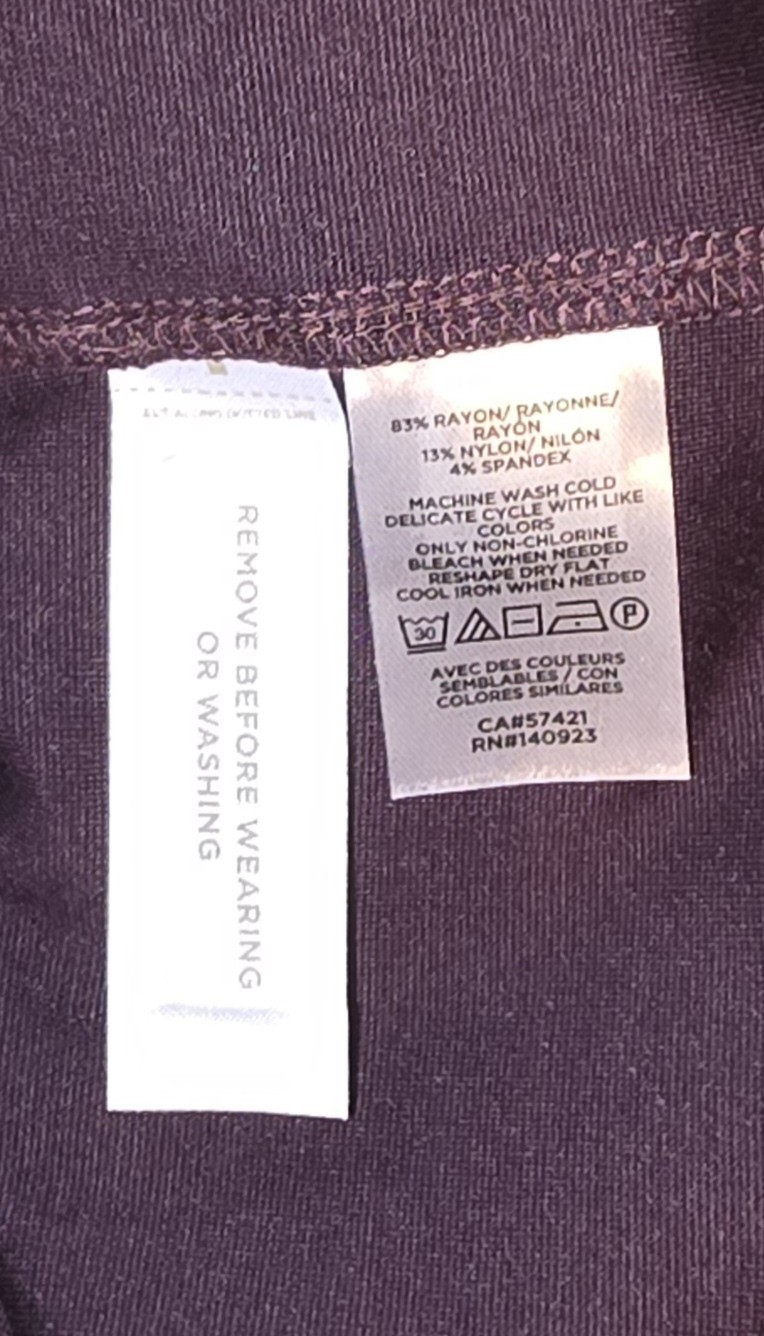 REMOVE BEFORE WEARING
OR WASHING
83% RAYON/ RAYONNE/
RAYÓN
13% NYLON/ NILÓN
4% SPANDEX
MACHINE WASH COLD
DELICATE CYCLE WITH LIKE
COLORS
ONLY NON-CHLORINE
BLEACH WHEN NEEDED
RESHAPE DRY FLAT
COOL IRON WHEN NEEDED
30 P
AVEC DES COULEURS
SEMBLABLES / CON
COLORES SIMILARES
CA#57421
RN#140923